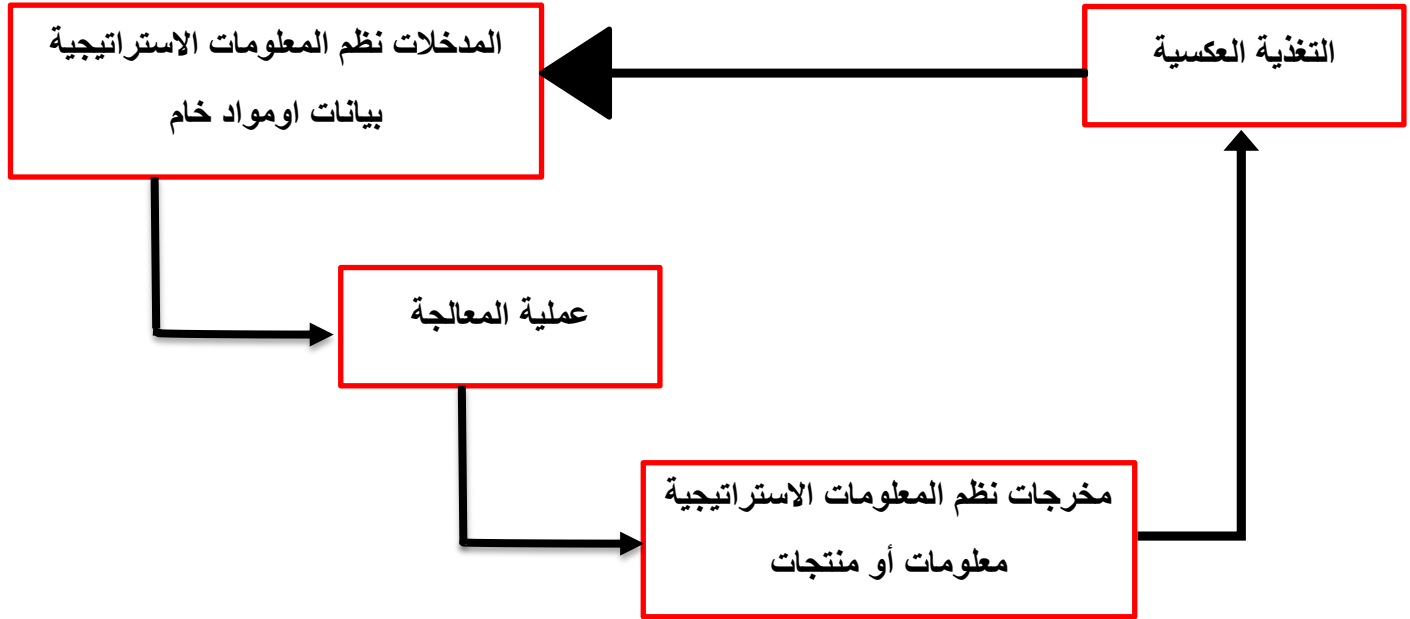 المدخلات نظم المعلومات الاستراتيجية
بيانات اومواد خام
التغذية العكسية
عملية المعالجة
مخرجات نظم المعلومات الاستراتيجية
معلومات أو منتجات